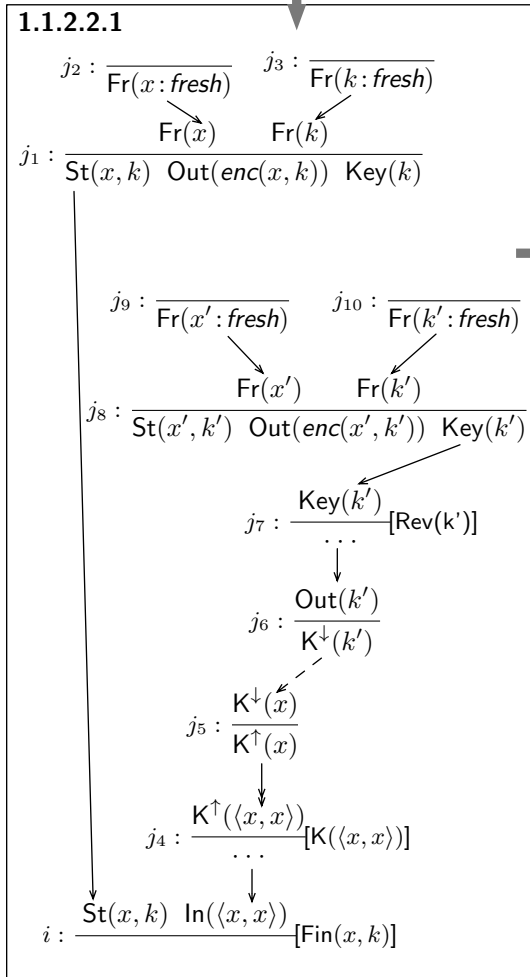 1.1.2.2.1
j₂ : Fr(x : fresh) j₃ : Fr(k : fresh)
Fr(x) Fr(k)
j₁ :
St(x, k) Out(enc(x, k)) Key(k)
j₉ : Fr(x′ : fresh) j₁₀ : Fr(k′ : fresh)
Fr(x′) Fr(k′)
j₈ :
St(x′, k′) Out(enc(x′, k′)) Key(k′)
Key(k′)
j₇ : [Rev(k')]
...
Out(k′)
j₆ :
K↓(k′)
K↓(x)
j₅ :
K↑(x)
K↑(⟨x, x⟩)
j₄ : [K(⟨x, x⟩)]
...
St(x, k) In(⟨x, x⟩)
i : [Fin(x, k)]